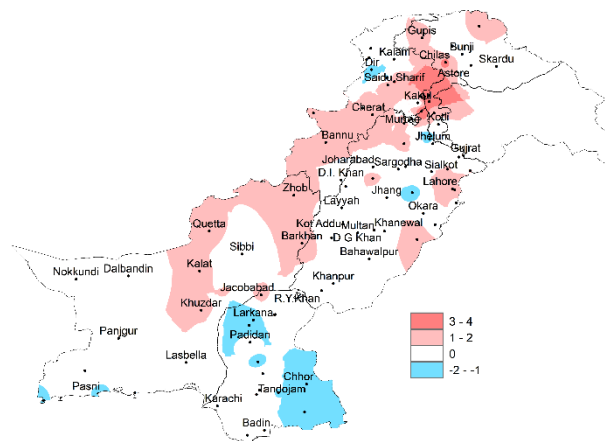 Gupis
Kalam
Chilas
Bunji
Dir
Skardu
Saidu Sharif
Astore
Cherat
Kotli
Bannu
Jhelum
Gujrat
Joharabad
Sargodha
Sialkot
D.I. Khan
Zhob
Jhang
Lahore
Layyah
Okara
Quetta
Kot Addu
Multan
Khanewal
Sibbi
Barkhan
D G Khan
Bahawalpur
Nokkundi
Dalbandin
Kalat
Khanpur
Jacobabad
R.Y.Khan
Khuzdar
Larkana
3 - 4
Padidan
1 - 2
Panjgur
0
Lasbella
-2 - -1
Pasni
Chhor
Tandojam
Karachi
Badin